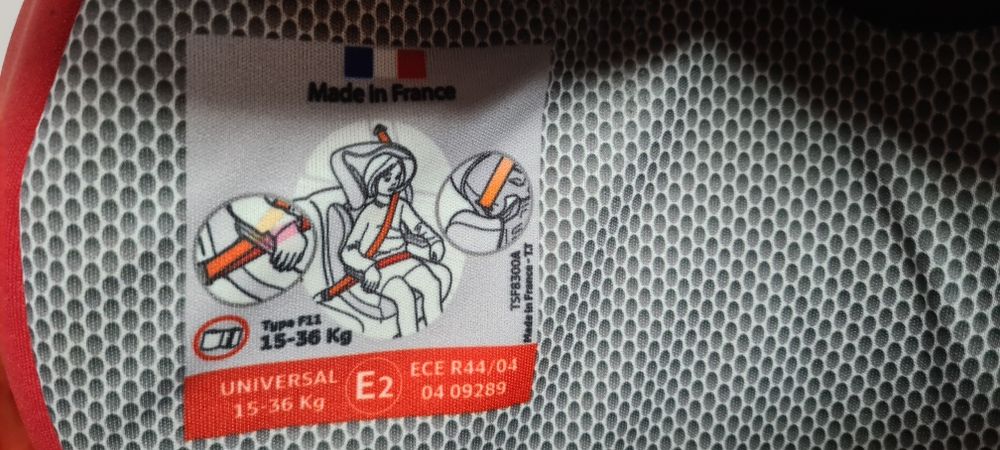 Made in France
TSF8300A
Made in France - TT
Type F11
15-36 Kg
UNIVERSAL
15-36 Kg
E2
ECE R44/04
04 09289